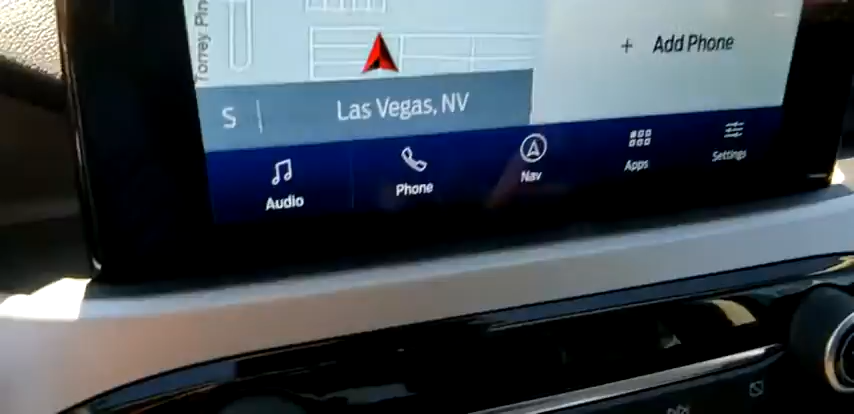 Torrey Pin
+ Add Phone
S | Las Vegas, NV
Audio
Phone
Nav
Apps
Settings